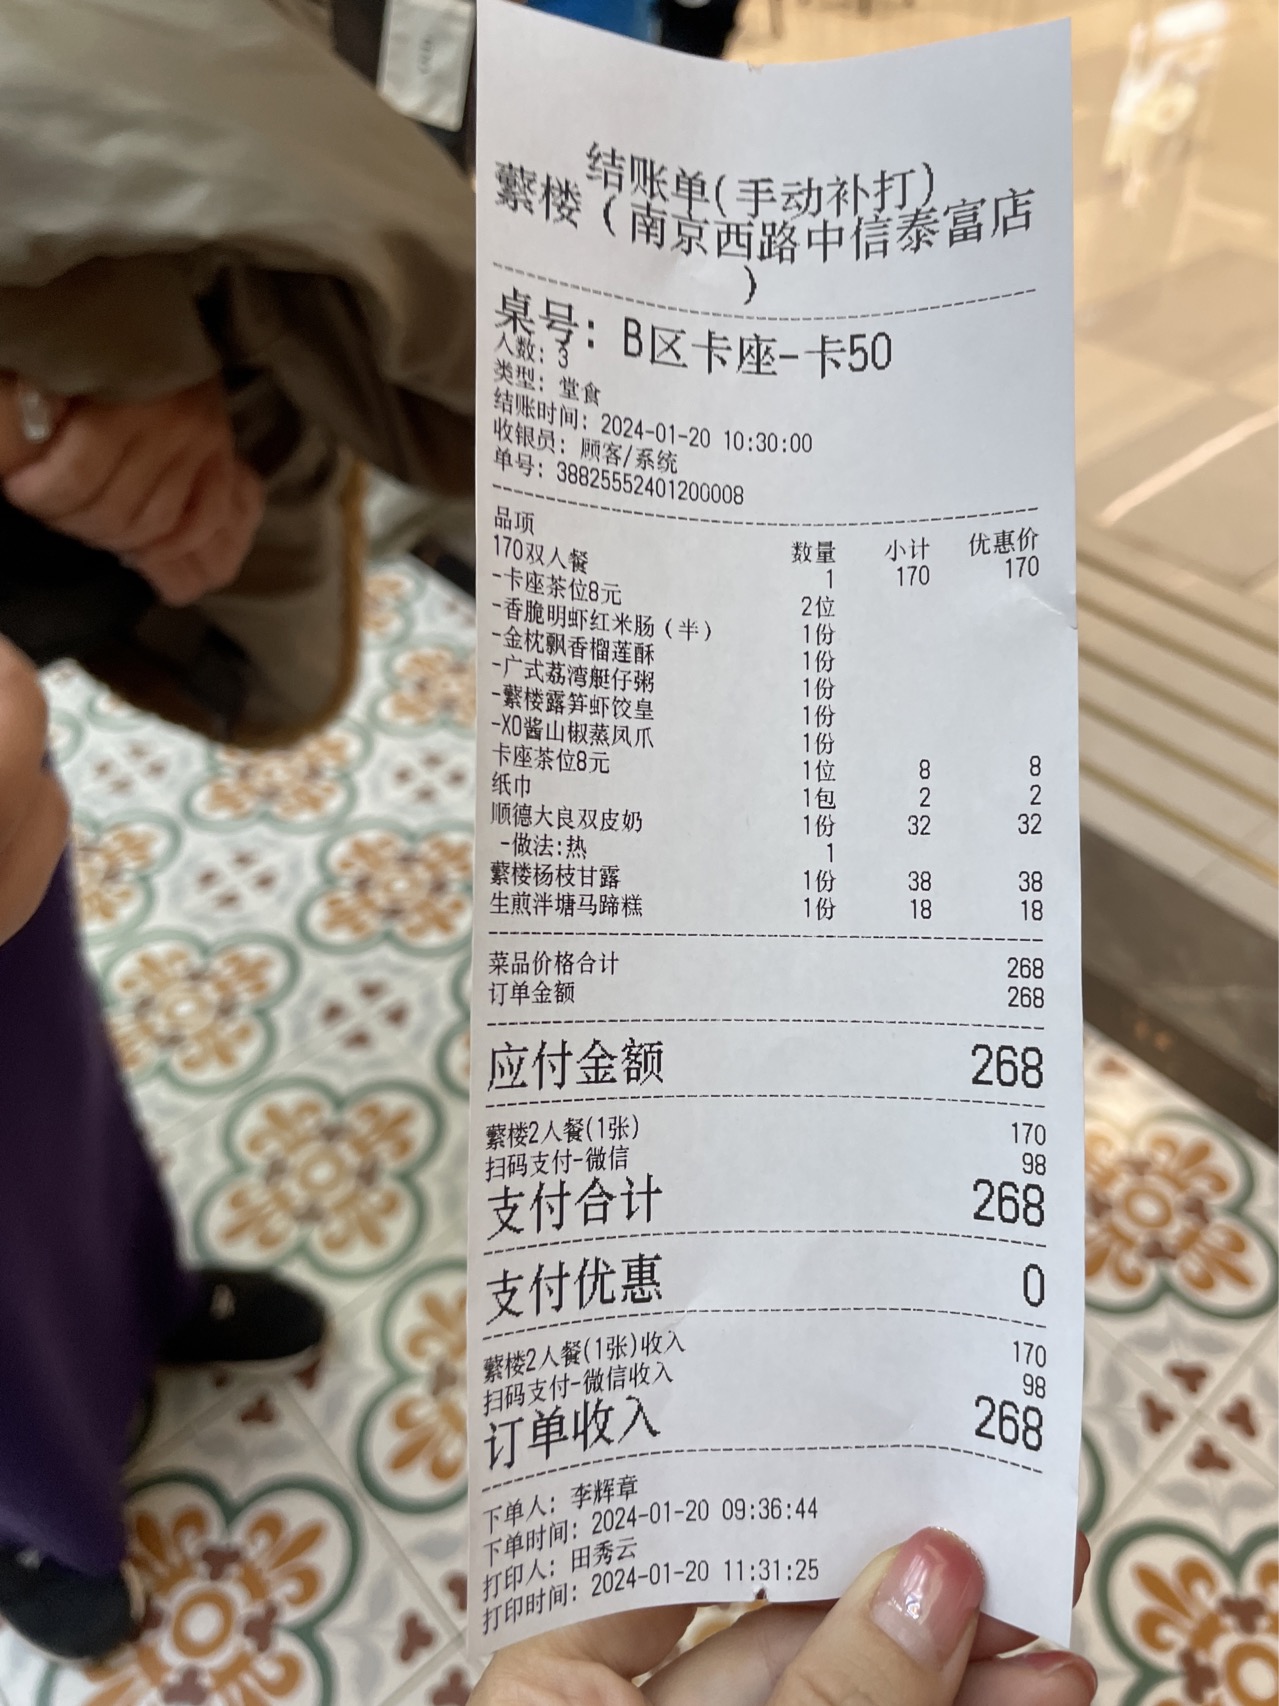 结账单(手动补打)
蘩楼（南京西路中信泰富店
）
桌号：B区卡座-卡50
人数：3
类型：堂食
结账时间：2024-01-20 10:30:00
收银员：顾客/系统
单号：38825552401200008
品项 数量 小计 优惠价
170双人餐 1 170 170
-卡座茶位8元 2位
-香脆明虾红米肠（半） 1份
-金枕飘香榴莲酥 1份
-广式荔湾艇仔粥 1份
-蘩楼露笋虾饺皇 1份
-XO酱山椒蒸凤爪 1份
卡座茶位8元 1位 8 8
纸巾 1包 2 2
顺德大良双皮奶 1份 32 32
-做法:热 1
蘩楼杨枝甘露 1份 38 38
生煎泮塘马蹄糕 1份 18 18
菜品价格合计 268
订单金额 268
应付金额 268
蘩楼2人餐(1张) 170
扫码支付-微信 98
支付合计 268
支付优惠 0
蘩楼2人餐(1张)收入 170
扫码支付-微信收入 98
订单收入 268
下单人：李辉章
下单时间：2024-01-20 09:36:44
打印人：田秀云
打印时间：2024-01-20 11:31:25